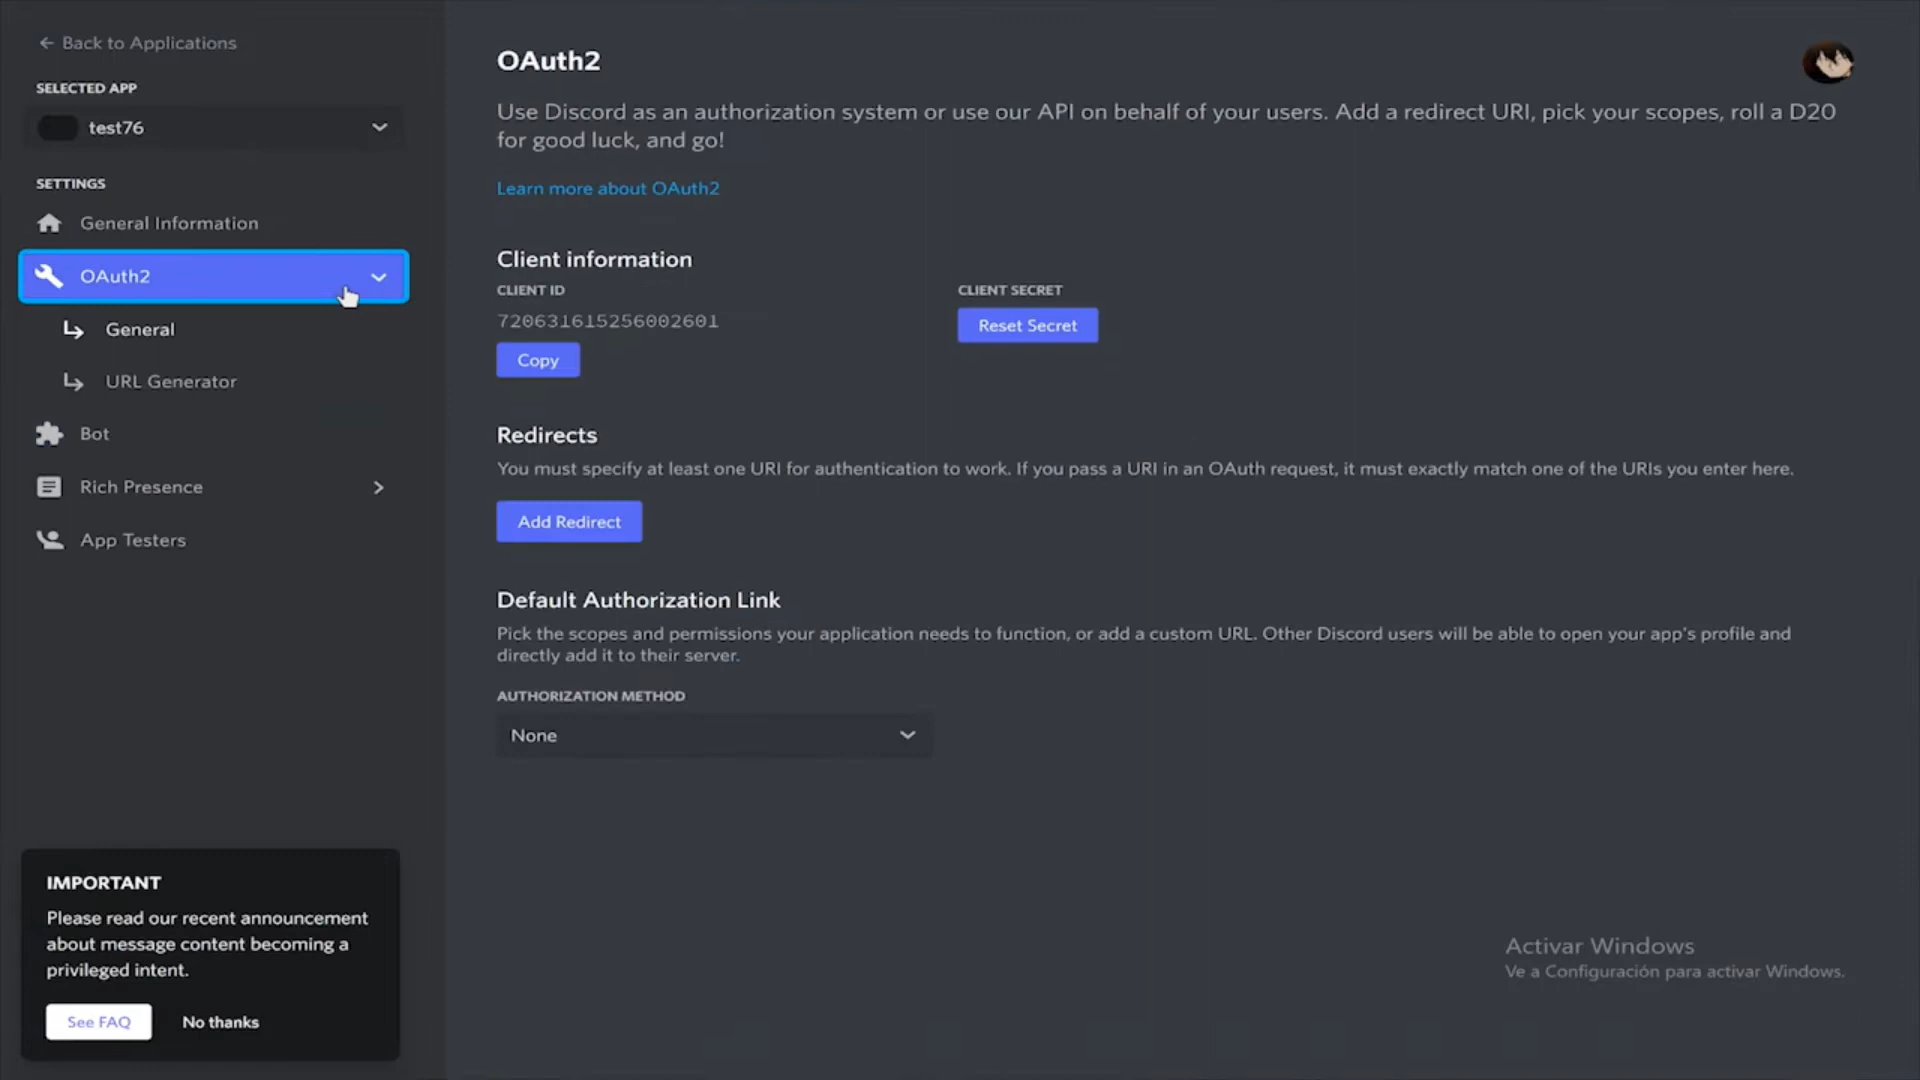 Back to Applications
SELECTED APP
test76
SETTINGS
General Information
OAuth2
General
URL Generator
Bot
Rich Presence
App Testers
IMPORTANT
Please read our recent announcement
about message content becoming a
privileged intent.
See FAQ
No thanks
OAuth2
Use Discord as an authorization system or use our API on behalf of your users. Add a redirect URI, pick your scopes, roll a D20
for good luck, and go!
Learn more about OAuth2
Client information
CLIENT ID
720631615256002601
Copy
CLIENT SECRET
Reset Secret
Redirects
You must specify at least one URI for authentication to work. If you pass a URI in an OAuth request, it must exactly match one of the URIs you enter here.
Add Redirect
Default Authorization Link
Pick the scopes and permissions your application needs to function, or add a custom URL. Other Discord users will be able to open your app's profile and
directly add it to their server.
AUTHORIZATION METHOD
None
Activar Windows
Ve a Configuración para activar Windows.